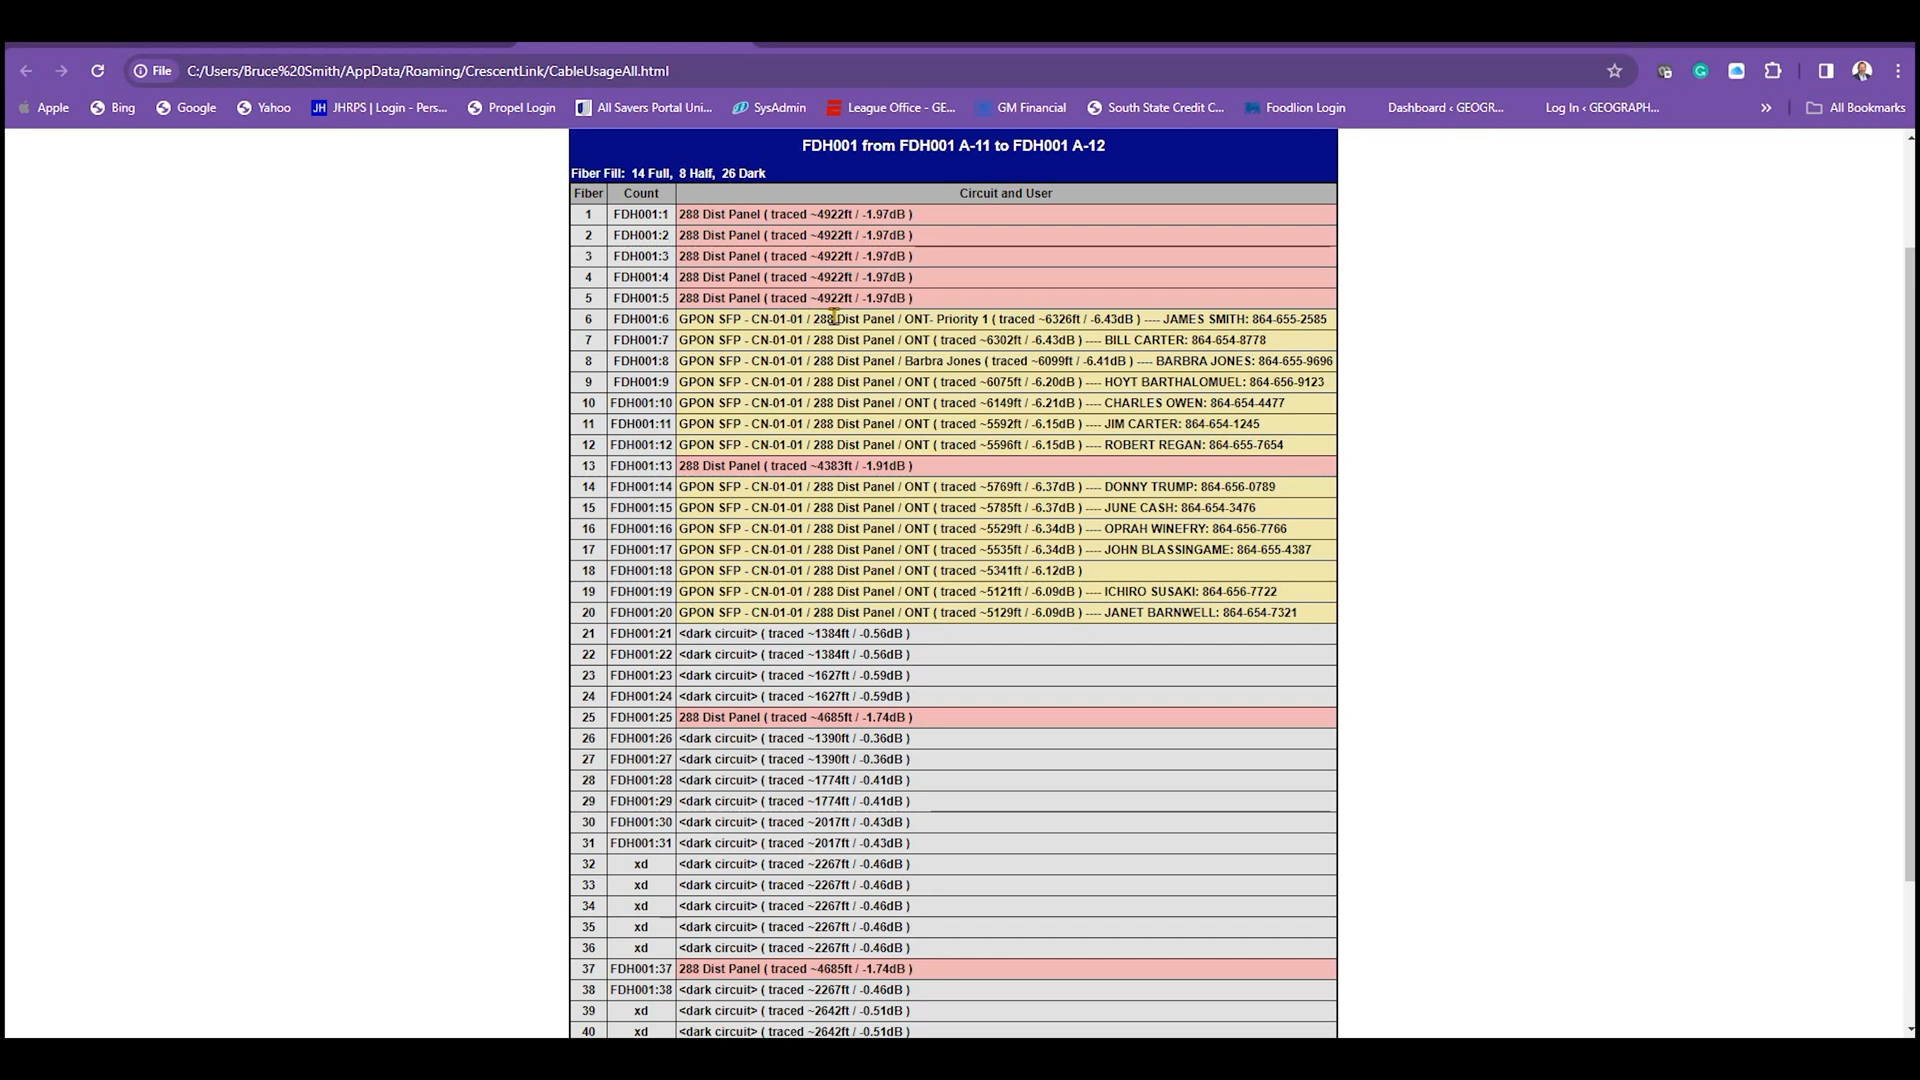 File C:/Users/Bruce%20Smith/AppData/Roaming/CrescentLink/CableUsageAll.html
Apple Bing Google Yahoo JHRPS | Login - Pers... Propel Login All Savers Portal Uni... SysAdmin League Office - GE... GM Financial South State Credit C... Foodlion Login Dashboard ‹ GEOGR... Log In ‹ GEOGRAPH... » All Bookmarks
FDH001 from FDH001 A-11 to FDH001 A-12
Fiber Fill: 14 Full, 8 Half, 26 Dark
Fiber Count Circuit and User
1 FDH001:1 288 Dist Panel ( traced ~4922ft / -1.97dB )
2 FDH001:2 288 Dist Panel ( traced ~4922ft / -1.97dB )
3 FDH001:3 288 Dist Panel ( traced ~4922ft / -1.97dB )
4 FDH001:4 288 Dist Panel ( traced ~4922ft / -1.97dB )
5 FDH001:5 288 Dist Panel ( traced ~4922ft / -1.97dB )
6 FDH001:6 GPON SFP - CN-01-01 / 288 Dist Panel / ONT- Priority 1 ( traced ~6326ft / -6.43dB ) ---- JAMES SMITH: 864-655-2585
7 FDH001:7 GPON SFP - CN-01-01 / 288 Dist Panel / ONT ( traced ~6302ft / -6.43dB ) ---- BILL CARTER: 864-654-8778
8 FDH001:8 GPON SFP - CN-01-01 / 288 Dist Panel / Barbra Jones ( traced ~6099ft / -6.41dB ) ---- BARBRA JONES: 864-655-9696
9 FDH001:9 GPON SFP - CN-01-01 / 288 Dist Panel / ONT ( traced ~6075ft / -6.20dB ) ---- HOYT BARTHALOMUEL: 864-656-9123
10 FDH001:10 GPON SFP - CN-01-01 / 288 Dist Panel / ONT ( traced ~6149ft / -6.21dB ) ---- CHARLES OWEN: 864-654-4477
11 FDH001:11 GPON SFP - CN-01-01 / 288 Dist Panel / ONT ( traced ~5592ft / -6.15dB ) ---- JIM CARTER: 864-654-1245
12 FDH001:12 GPON SFP - CN-01-01 / 288 Dist Panel / ONT ( traced ~5596ft / -6.15dB ) ---- ROBERT REGAN: 864-655-7654
13 FDH001:13 288 Dist Panel ( traced ~4383ft / -1.91dB )
14 FDH001:14 GPON SFP - CN-01-01 / 288 Dist Panel / ONT ( traced ~5769ft / -6.37dB ) ---- DONNY TRUMP: 864-656-0789
15 FDH001:15 GPON SFP - CN-01-01 / 288 Dist Panel / ONT ( traced ~5785ft / -6.37dB ) ---- JUNE CASH: 864-654-3476
16 FDH001:16 GPON SFP - CN-01-01 / 288 Dist Panel / ONT ( traced ~5529ft / -6.34dB ) ---- OPRAH WINEFRY: 864-656-7766
17 FDH001:17 GPON SFP - CN-01-01 / 288 Dist Panel / ONT ( traced ~5535ft / -6.34dB ) ---- JOHN BLASSINGAME: 864-655-4387
18 FDH001:18 GPON SFP - CN-01-01 / 288 Dist Panel / ONT ( traced ~5341ft / -6.12dB )
19 FDH001:19 GPON SFP - CN-01-01 / 288 Dist Panel / ONT ( traced ~5121ft / -6.09dB ) ---- ICHIRO SUSAKI: 864-656-7722
20 FDH001:20 GPON SFP - CN-01-01 / 288 Dist Panel / ONT ( traced ~5129ft / -6.09dB ) ---- JANET BARNWELL: 864-654-7321
21 FDH001:21 <dark circuit> ( traced ~1384ft / -0.56dB )
22 FDH001:22 <dark circuit> ( traced ~1384ft / -0.56dB )
23 FDH001:23 <dark circuit> ( traced ~1627ft / -0.59dB )
24 FDH001:24 <dark circuit> ( traced ~1627ft / -0.59dB )
25 FDH001:25 288 Dist Panel ( traced ~4685ft / -1.74dB )
26 FDH001:26 <dark circuit> ( traced ~1390ft / -0.36dB )
27 FDH001:27 <dark circuit> ( traced ~1390ft / -0.36dB )
28 FDH001:28 <dark circuit> ( traced ~1774ft / -0.41dB )
29 FDH001:29 <dark circuit> ( traced ~1774ft / -0.41dB )
30 FDH001:30 <dark circuit> ( traced ~2017ft / -0.43dB )
31 FDH001:31 <dark circuit> ( traced ~2017ft / -0.43dB )
32 xd <dark circuit> ( traced ~2267ft / -0.46dB )
33 xd <dark circuit> ( traced ~2267ft / -0.46dB )
34 xd <dark circuit> ( traced ~2267ft / -0.46dB )
35 xd <dark circuit> ( traced ~2267ft / -0.46dB )
36 xd <dark circuit> ( traced ~2267ft / -0.46dB )
37 FDH001:37 288 Dist Panel ( traced ~4685ft / -1.74dB )
38 FDH001:38 <dark circuit> ( traced ~2267ft / -0.46dB )
39 xd <dark circuit> ( traced ~2642ft / -0.51dB )
40 xd <dark circuit> ( traced ~2642ft / -0.51dB )